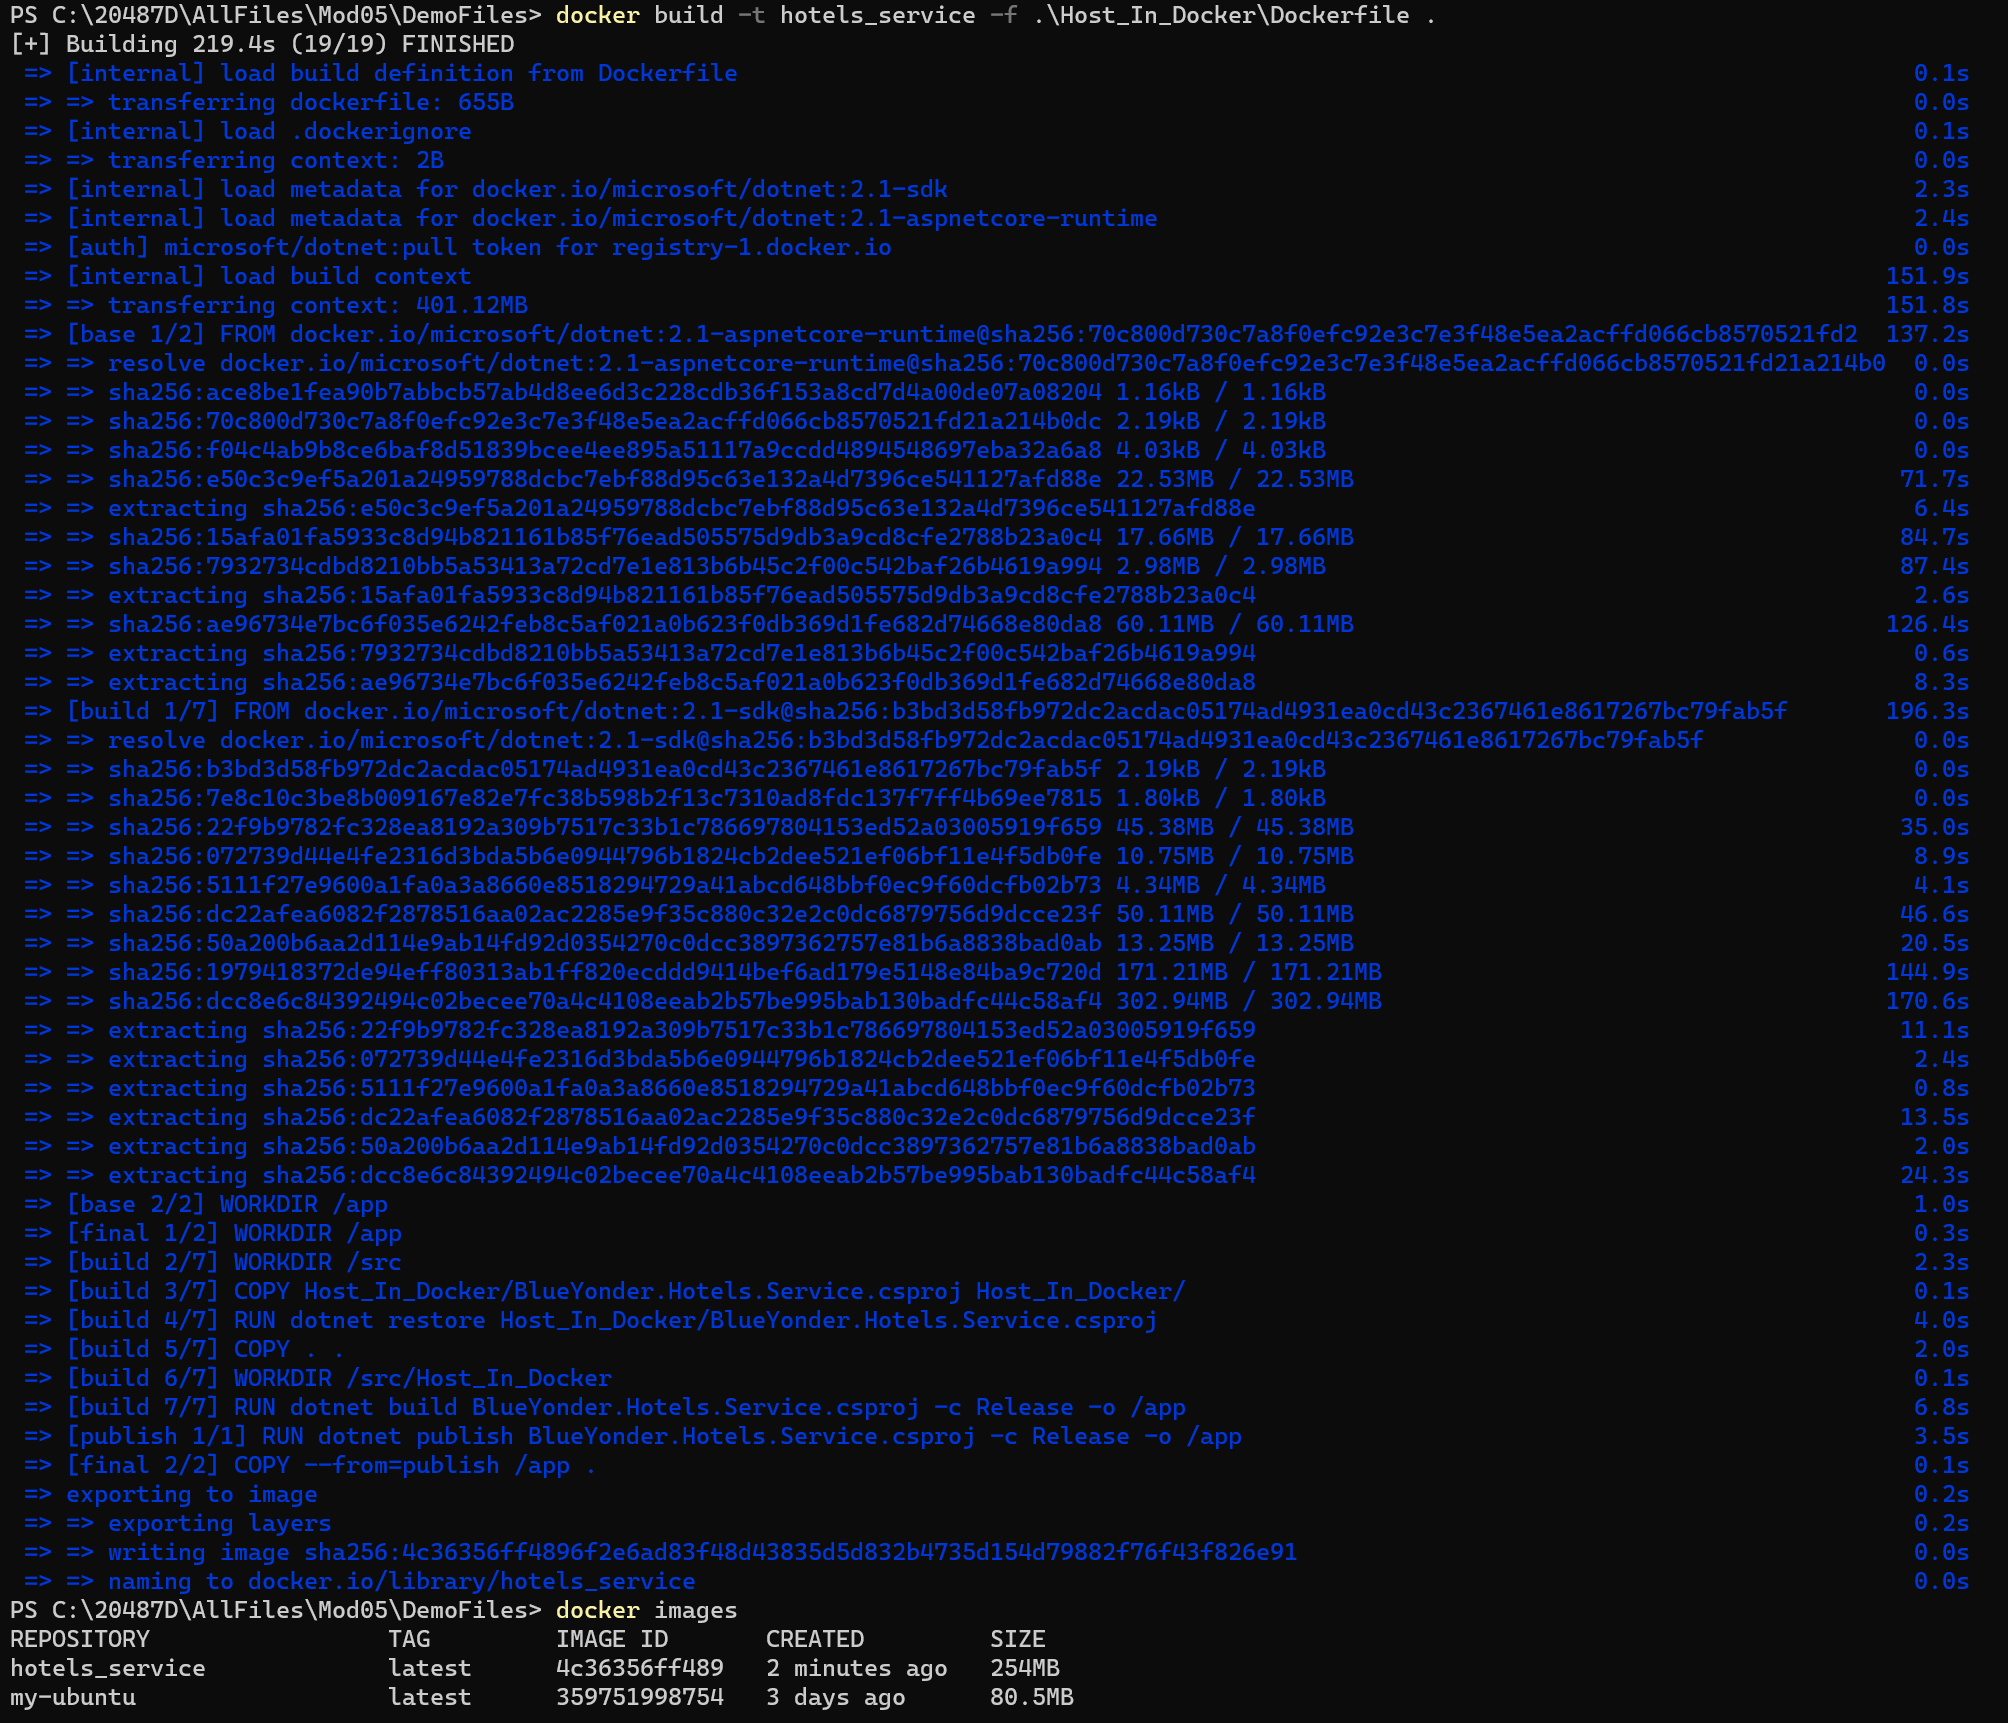 PS C:\20487D\AllFiles\Mod05\DemoFiles> docker build -t hotels_service -f .\Host_In_Docker\Dockerfile .
[+] Building 219.4s (19/19) FINISHED
=> [internal] load build definition from Dockerfile 0.1s
=> => transferring dockerfile: 655B 0.0s
=> [internal] load .dockerignore 0.1s
=> => transferring context: 2B 0.0s
=> [internal] load metadata for docker.io/microsoft/dotnet:2.1-sdk 2.3s
=> [internal] load metadata for docker.io/microsoft/dotnet:2.1-aspnetcore-runtime 2.4s
=> [auth] microsoft/dotnet:pull token for registry-1.docker.io 0.0s
=> [internal] load build context 151.9s
=> => transferring context: 401.12MB 151.8s
=> [base 1/2] FROM docker.io/microsoft/dotnet:2.1-aspnetcore-runtime@sha256:70c800d730c7a8f0efc92e3c7e3f48e5ea2acffd066cb8570521fd2 137.2s
=> => resolve docker.io/microsoft/dotnet:2.1-aspnetcore-runtime@sha256:70c800d730c7a8f0efc92e3c7e3f48e5ea2acffd066cb8570521fd21a214b0 0.0s
=> => sha256:ace8be1fea90b7abbcb57ab4d8ee6d3c228cdb36f153a8cd7d4a00de07a08204 1.16kB / 1.16kB 0.0s
=> => sha256:70c800d730c7a8f0efc92e3c7e3f48e5ea2acffd066cb8570521fd21a214b0dc 2.19kB / 2.19kB 0.0s
=> => sha256:f04c4ab9b8ce6baf8d51839bcee4ee895a51117a9ccdd4894548697eba32a6a8 4.03kB / 4.03kB 0.0s
=> => sha256:e50c3c9ef5a201a24959788dcbc7ebf88d95c63e132a4d7396ce541127afd88e 22.53MB / 22.53MB 71.7s
=> => extracting sha256:e50c3c9ef5a201a24959788dcbc7ebf88d95c63e132a4d7396ce541127afd88e 6.4s
=> => sha256:15afa01fa5933c8d94b821161b85f76ead505575d9db3a9cd8cfe2788b23a0c4 17.66MB / 17.66MB 84.7s
=> => sha256:7932734cdbd8210bb5a53413a72cd7e1e813b6b45c2f00c542baf26b4619a994 2.98MB / 2.98MB 87.4s
=> => extracting sha256:15afa01fa5933c8d94b821161b85f76ead505575d9db3a9cd8cfe2788b23a0c4 2.6s
=> => sha256:ae96734e7bc6f035e6242feb8c5af021a0b623f0db369d1fe682d74668e80da8 60.11MB / 60.11MB 126.4s
=> => extracting sha256:7932734cdbd8210bb5a53413a72cd7e1e813b6b45c2f00c542baf26b4619a994 0.6s
=> => extracting sha256:ae96734e7bc6f035e6242feb8c5af021a0b623f0db369d1fe682d74668e80da8 8.3s
=> [build 1/7] FROM docker.io/microsoft/dotnet:2.1-sdk@sha256:b3bd3d58fb972dc2acdac05174ad4931ea0cd43c2367461e8617267bc79fab5f 196.3s
=> => resolve docker.io/microsoft/dotnet:2.1-sdk@sha256:b3bd3d58fb972dc2acdac05174ad4931ea0cd43c2367461e8617267bc79fab5f 0.0s
=> => sha256:b3bd3d58fb972dc2acdac05174ad4931ea0cd43c2367461e8617267bc79fab5f 2.19kB / 2.19kB 0.0s
=> => sha256:7e8c10c3be8b009167e82e7fc38b598b2f13c7310ad8fdc137f7ff4b69ee7815 1.80kB / 1.80kB 0.0s
=> => sha256:22f9b9782fc328ea8192a309b7517c33b1c786697804153ed52a03005919f659 45.38MB / 45.38MB 35.0s
=> => sha256:072739d44e4fe2316d3bda5b6e0944796b1824cb2dee521ef06bf11e4f5db0fe 10.75MB / 10.75MB 8.9s
=> => sha256:5111f27e9600a1fa0a3a8660e8518294729a41abcd648bbf0ec9f60dcfb02b73 4.34MB / 4.34MB 4.1s
=> => sha256:dc22afea6082f2878516aa02ac2285e9f35c880c32e2c0dc6879756d9dcce23f 50.11MB / 50.11MB 46.6s
=> => sha256:50a200b6aa2d114e9ab14fd92d0354270c0dcc3897362757e81b6a8838bad0ab 13.25MB / 13.25MB 20.5s
=> => sha256:1979418372de94eff80313ab1ff820ecddd9414bef6ad179e5148e84ba9c720d 171.21MB / 171.21MB 144.9s
=> => sha256:dcc8e6c84392494c02becee70a4c4108eeab2b57be995bab130badfc44c58af4 302.94MB / 302.94MB 170.6s
=> => extracting sha256:22f9b9782fc328ea8192a309b7517c33b1c786697804153ed52a03005919f659 11.1s
=> => extracting sha256:072739d44e4fe2316d3bda5b6e0944796b1824cb2dee521ef06bf11e4f5db0fe 2.4s
=> => extracting sha256:5111f27e9600a1fa0a3a8660e8518294729a41abcd648bbf0ec9f60dcfb02b73 0.8s
=> => extracting sha256:dc22afea6082f2878516aa02ac2285e9f35c880c32e2c0dc6879756d9dcce23f 13.5s
=> => extracting sha256:50a200b6aa2d114e9ab14fd92d0354270c0dcc3897362757e81b6a8838bad0ab 2.0s
=> => extracting sha256:dcc8e6c84392494c02becee70a4c4108eeab2b57be995bab130badfc44c58af4 24.3s
=> [base 2/2] WORKDIR /app 1.0s
=> [final 1/2] WORKDIR /app 0.3s
=> [build 2/7] WORKDIR /src 2.3s
=> [build 3/7] COPY Host_In_Docker/BlueYonder.Hotels.Service.csproj Host_In_Docker/ 0.1s
=> [build 4/7] RUN dotnet restore Host_In_Docker/BlueYonder.Hotels.Service.csproj 4.0s
=> [build 5/7] COPY . . 2.0s
=> [build 6/7] WORKDIR /src/Host_In_Docker 0.1s
=> [build 7/7] RUN dotnet build BlueYonder.Hotels.Service.csproj -c Release -o /app 6.8s
=> [publish 1/1] RUN dotnet publish BlueYonder.Hotels.Service.csproj -c Release -o /app 3.5s
=> [final 2/2] COPY --from=publish /app . 0.1s
=> exporting to image 0.2s
=> => exporting layers 0.2s
=> => writing image sha256:4c36356ff4896f2e6ad83f48d43835d5d832b4735d154d79882f76f43f826e91 0.0s
=> => naming to docker.io/library/hotels_service 0.0s
PS C:\20487D\AllFiles\Mod05\DemoFiles> docker images
REPOSITORY TAG IMAGE ID CREATED SIZE
hotels_service latest 4c36356ff489 2 minutes ago 254MB
my-ubuntu latest 359751998754 3 days ago 80.5MB